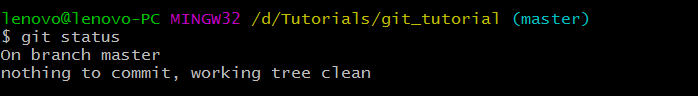 lenovo@lenovo-PC MINGW32 /d/Tutorials/git_tutorial (master)
$ git status
On branch master
nothing to commit, working tree clean